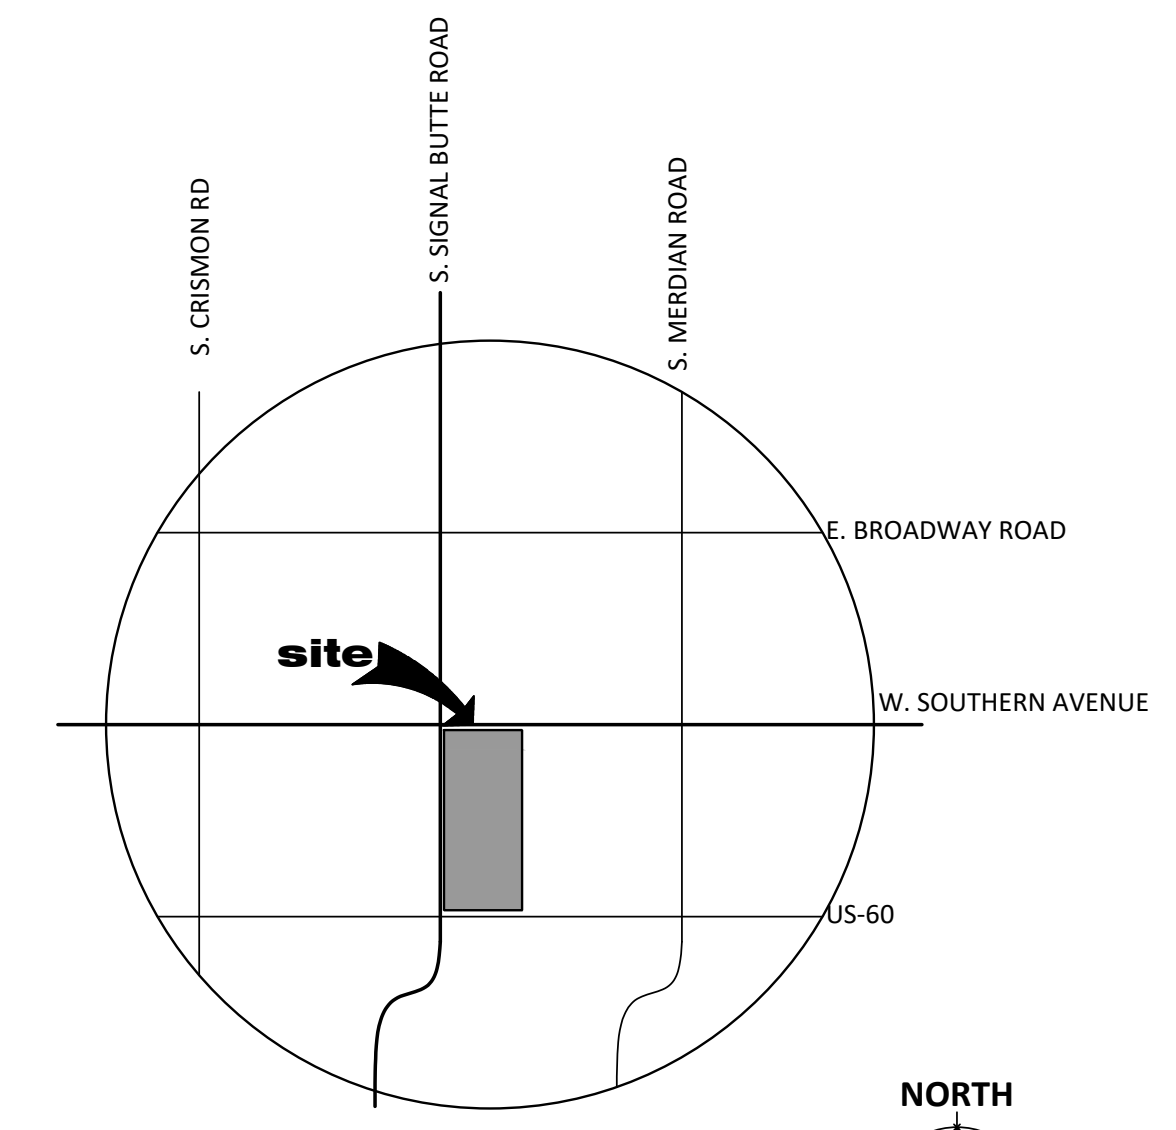 S. SIGNAL BUTTE ROAD
S. CRISMON RD
S. MERDIAN ROAD
E. BROADWAY ROAD
site
W. SOUTHERN AVENUE
US-60
NORTH